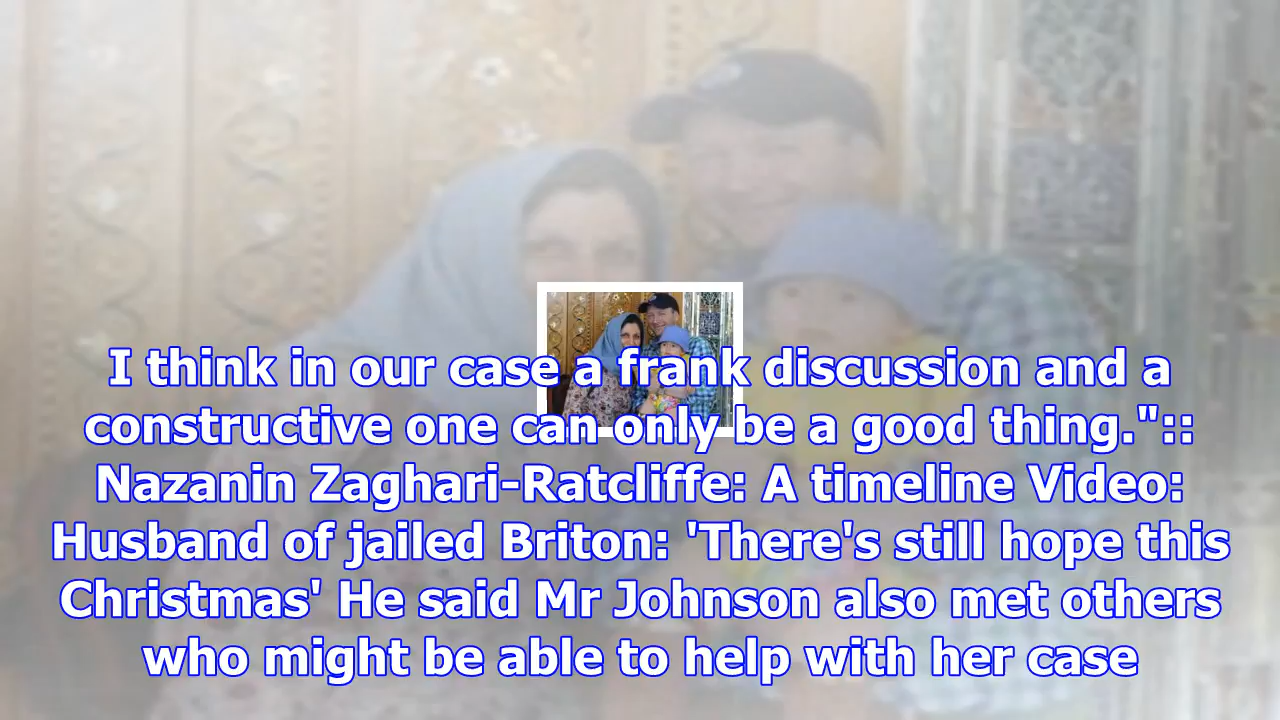 I think in our case a frank discussion and a
constructive one can only be a good thing."::
Nazanin Zaghari-Ratcliffe: A timeline Video:
Husband of jailed Briton: 'There's still hope this
Christmas' He said Mr Johnson also met others
who might be able to help with her case